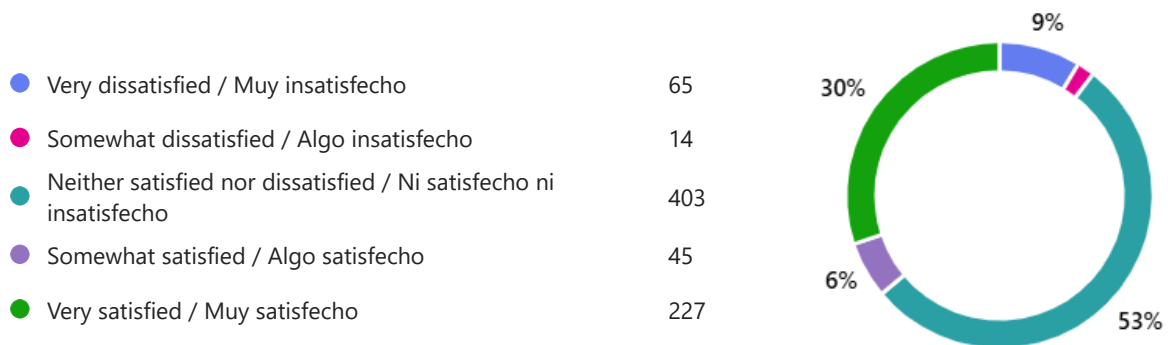 9%
Very dissatisfied / Muy insatisfecho 65
30%
Somewhat dissatisfied / Algo insatisfecho 14
Neither satisfied nor dissatisfied / Ni satisfecho ni
insatisfecho 403
Somewhat satisfied / Algo satisfecho 45
6%
Very satisfied / Muy satisfecho 227
53%